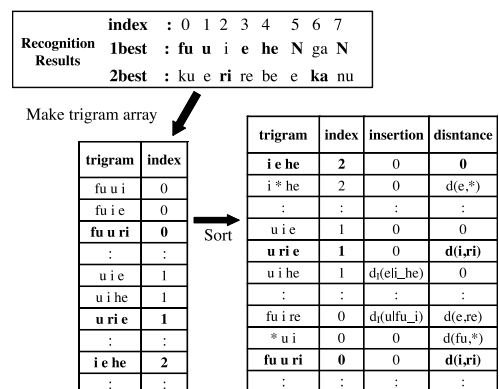 index : 0 1 2 3 4 5 6 7
Recognition Results
1best : fu u i e he N ga N
2best : ku e ri re be e ka nu
Make trigram array
trigram index
fu u i 0
fu i e 0
fu u ri 0
: :
u i e 1
u i he 1
u ri e 1
: :
i e he 2
: :
Sort
trigram index insertion disntance
i e he 2 0 0
i * he 2 0 d(e,*)
: : : :
u i e 1 0 0
u ri e 1 0 d(i,ri)
u i he 1 dI(e|i_he) 0
: : : :
fu i re 0 dI(u|fu_i) d(e,re)
* u i 0 0 d(fu,*)
fu u ri 0 0 d(i,ri)
: : : :